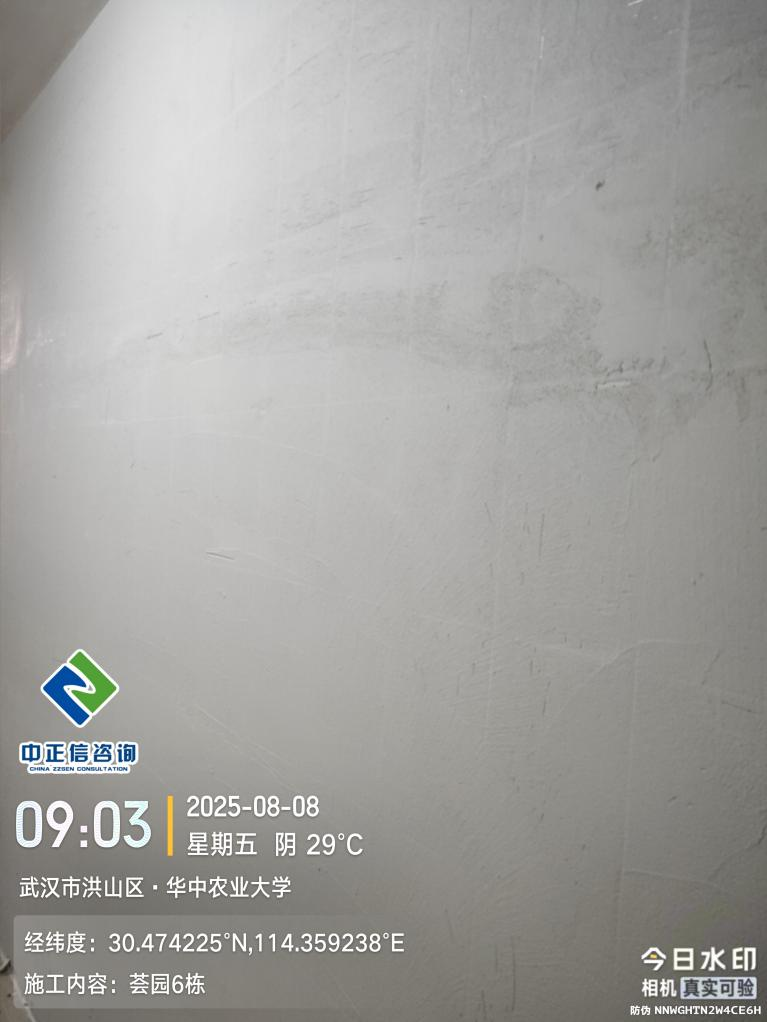 中正信咨询
CHINA ZZSEN CONSULTATION
09:03
2025-08-08
星期五 阴 29°C
武汉市洪山区·华中农业大学
经纬度：30.474225°N,114.359238°E
施工内容：荟园6栋
今日水印
相机 真实可验
防伪 NNWGHTN2W4CE6H